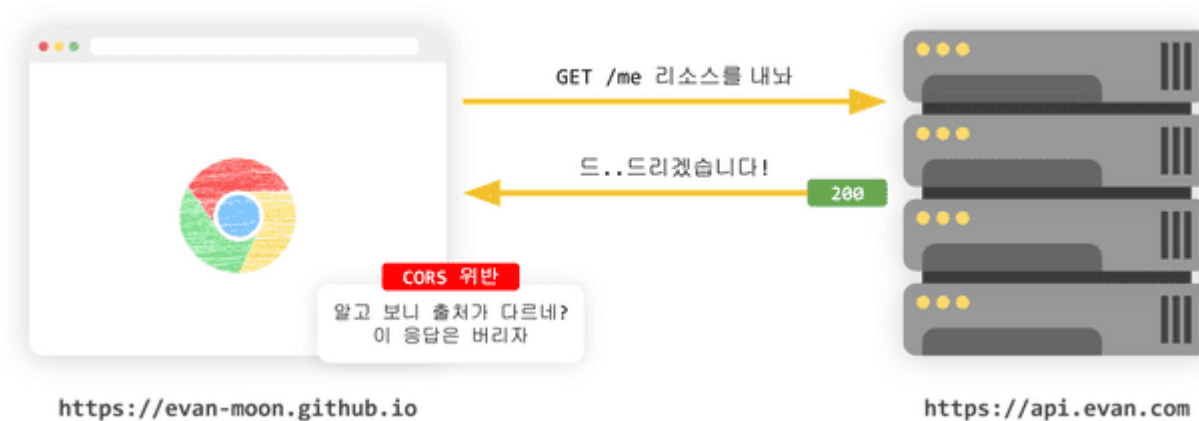 GET /me 리소스를 내놔
드..드리겠습니다!
200
CORS 위반
알고 보니 출처가 다르네?
이 응답은 버리자
https://evan-moon.github.io
https://api.evan.com